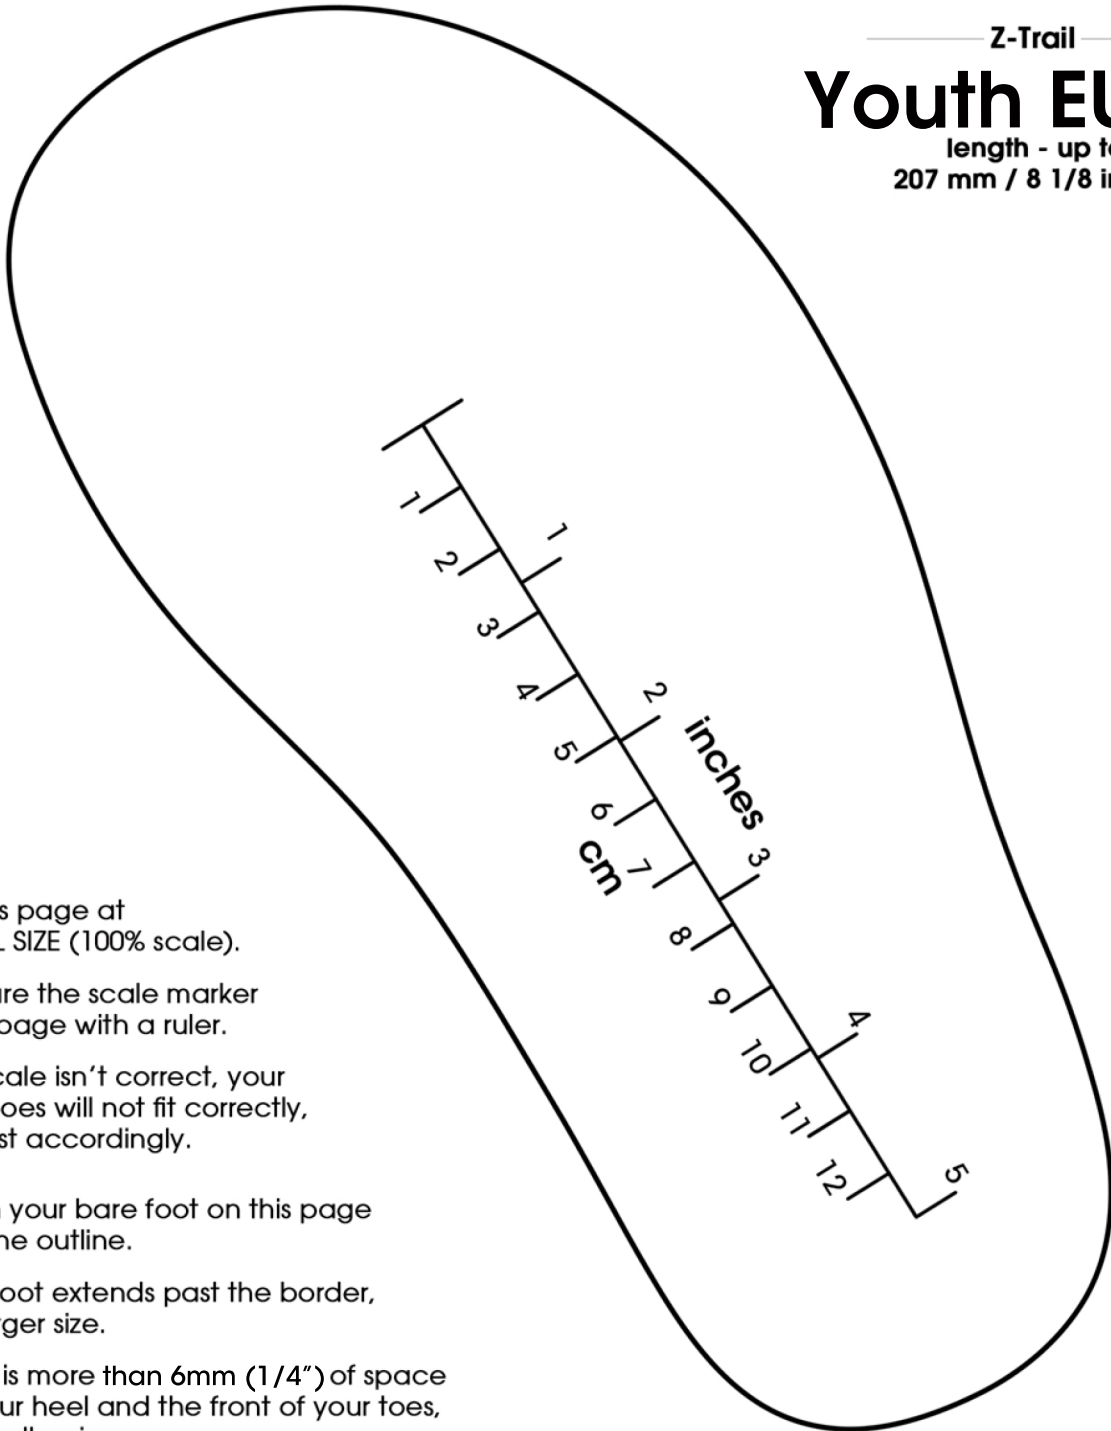 Z-Trail
Youth EU
length - up to
207 mm / 8 1/8 in
1
2
3
4
5
6
7
8
9
10
11
12
cm
1
2
3
4
5
inches
s page at
L SIZE (100% scale).
ure the scale marker
page with a ruler.
cale isn't correct, your
oes will not fit correctly,
st accordingly.
n your bare foot on this page
he outline.
oot extends past the border,
rger size.
is more than 6mm (1/4″) of space
ur heel and the front of your toes,